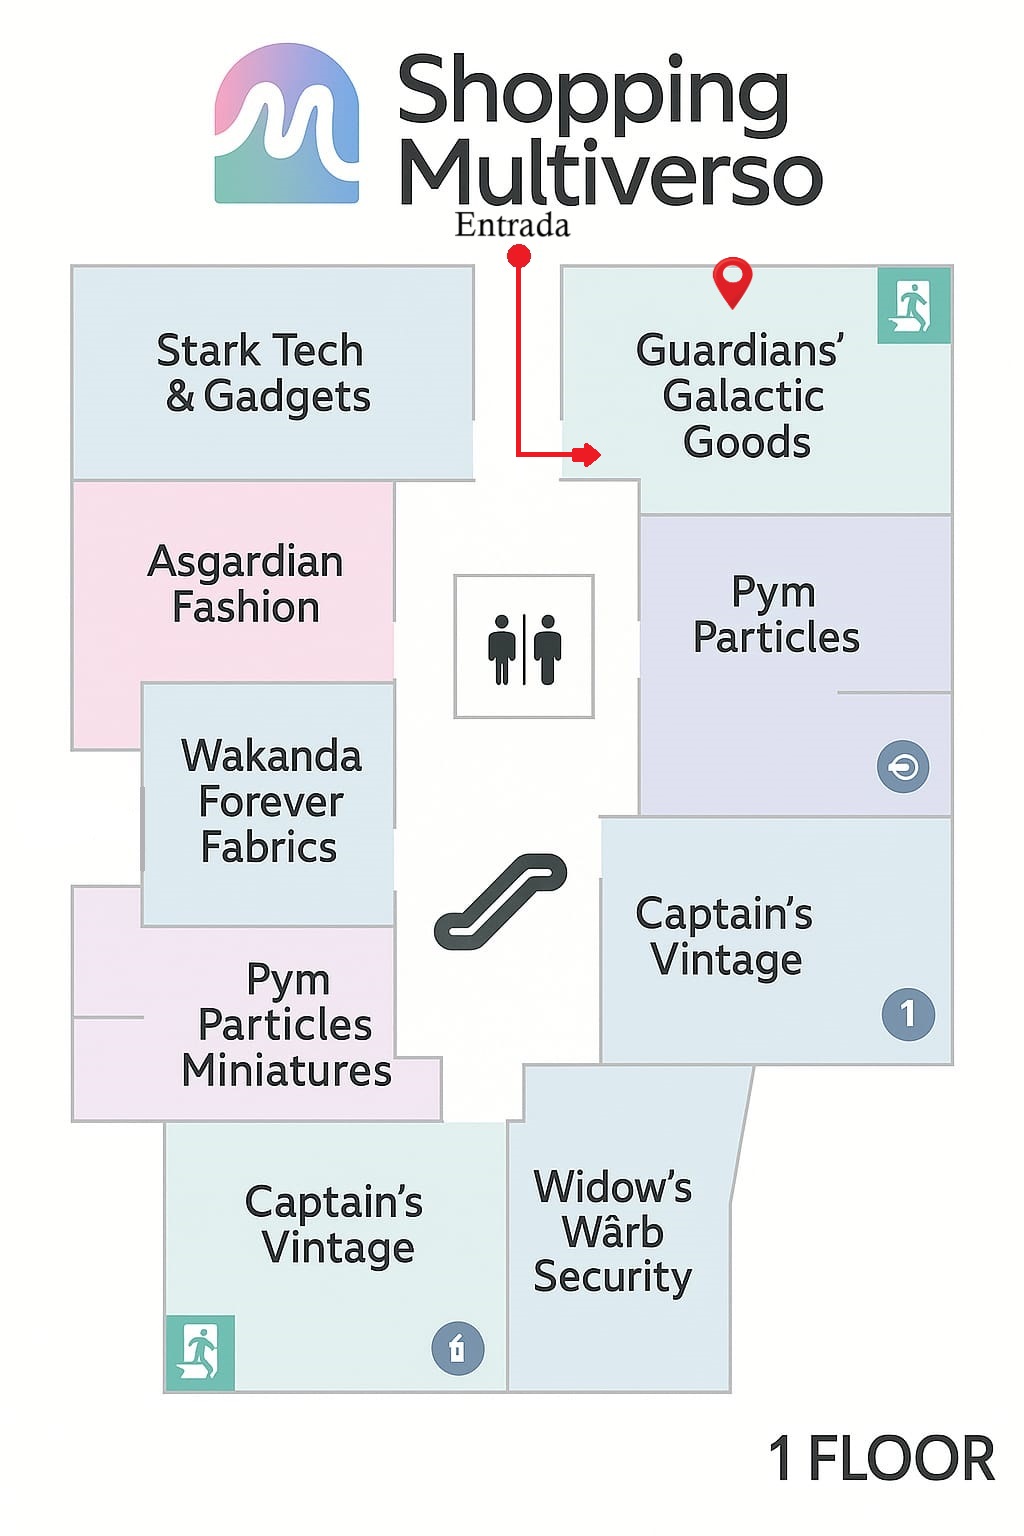 Shopping
Multiverso
Entrada
Stark Tech
& Gadgets
Guardians’
Galactic
Goods
Asgardian
Fashion
Pym
Particles
Wakanda
Forever
Fabrics
Captain’s
Vintage
1
Pym
Particles
Miniatures
Captain’s
Vintage
Widow’s
Wârb
Security
1 FLOOR